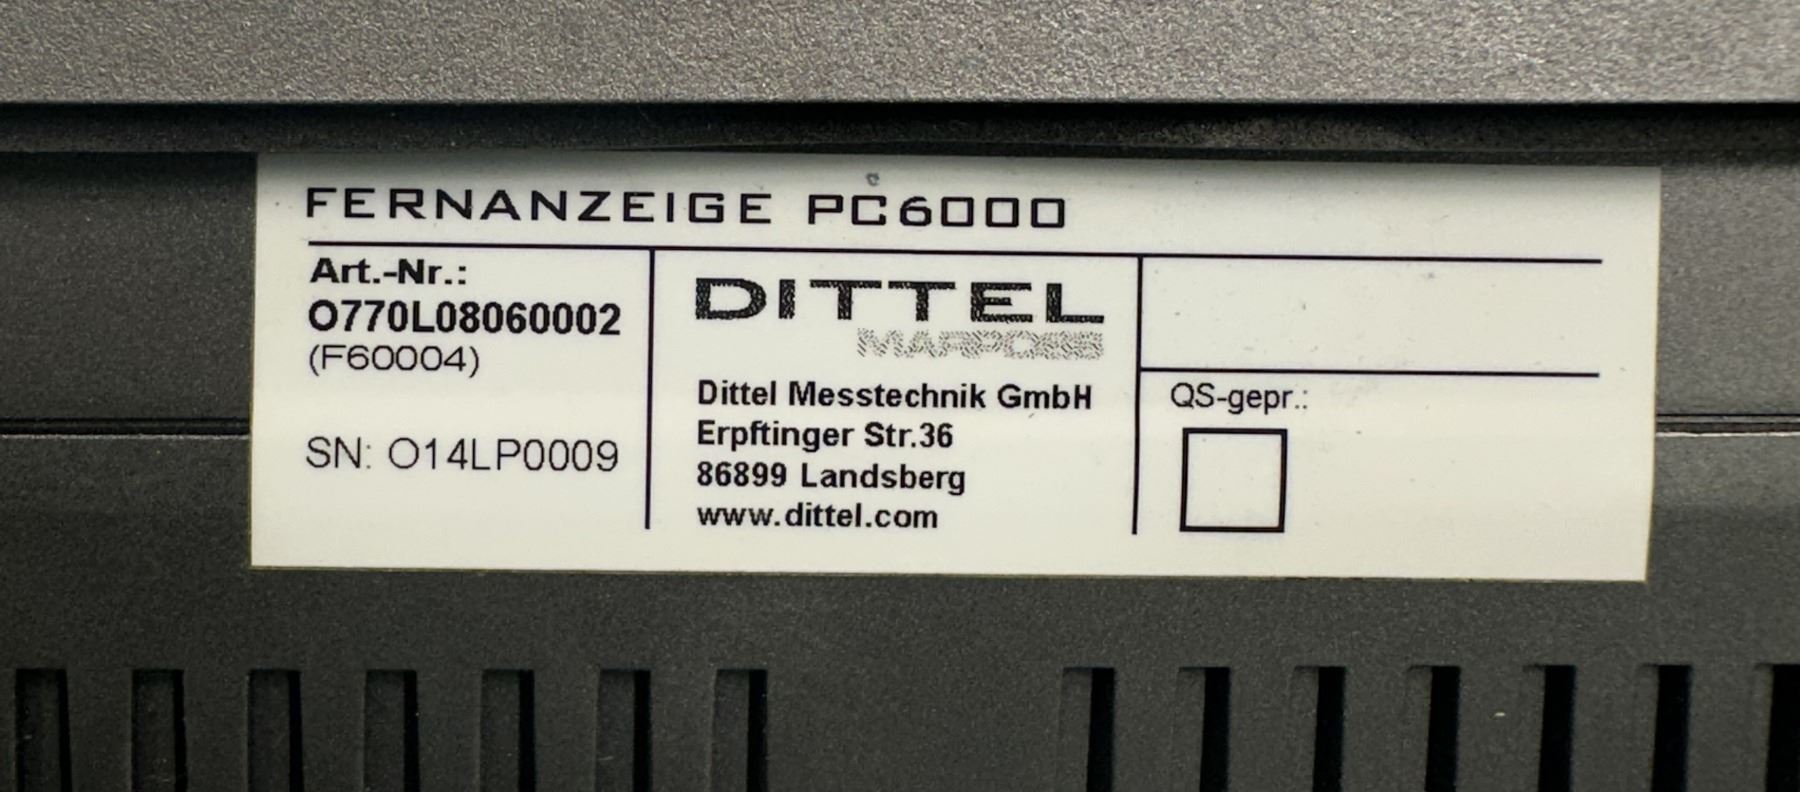 FERNANZEIGE PC6000
Art.-Nr.:
O770L08060002
(F60004)
SN: O14LP0009
DITTEL
MARPOSS
Dittel Messtechnik GmbH
Erpftinger Str.36
86899 Landsberg
www.dittel.com
QS-gepr.: